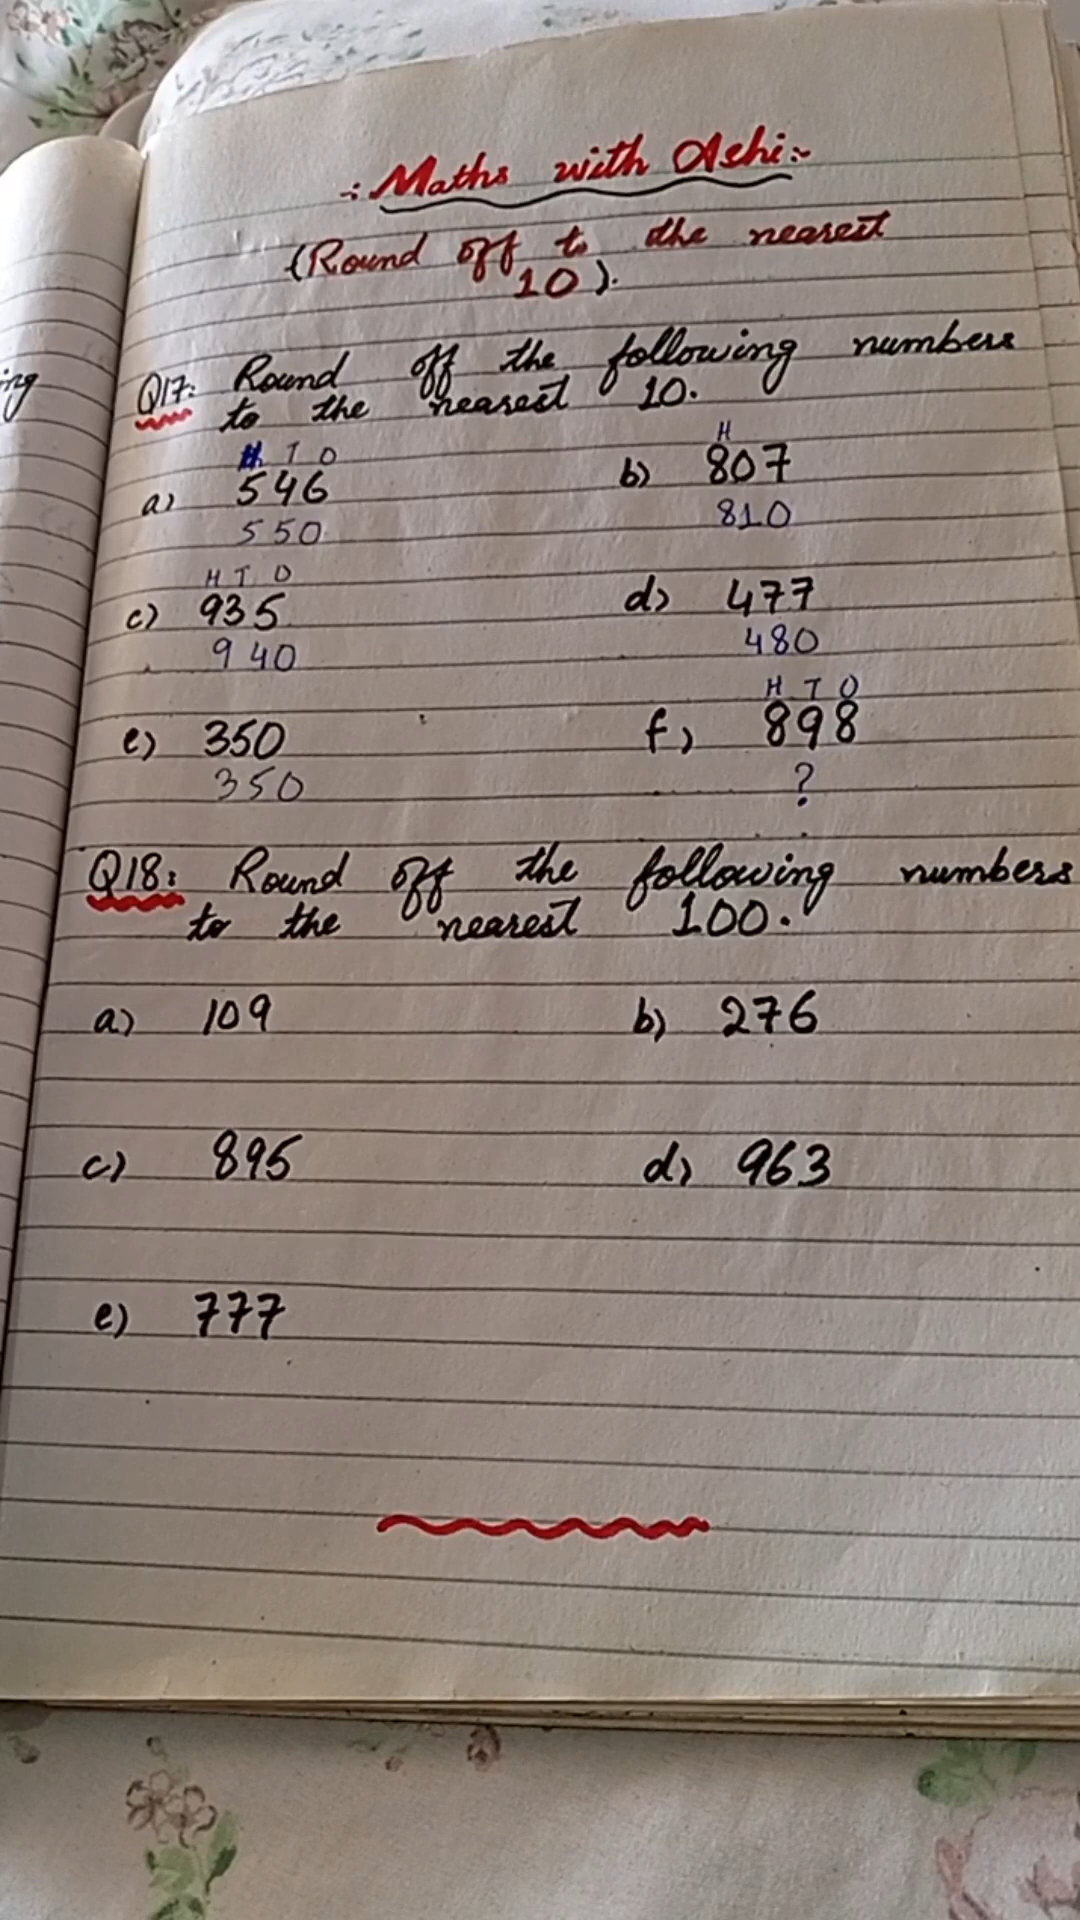 :Maths with Ashi:-
(Round off to the nearest
10).
Q17: Round off the following numbers
to the nearest 10.
H T O
H
a) 546
b) 807
550
810
H T O
c) 935
d) 477
940
480
H T O
e) 350
f) 898
350
?
Q18: Round off the following numbers
to the nearest 100.
a) 109
b) 276
c) 895
d) 963
e) 777